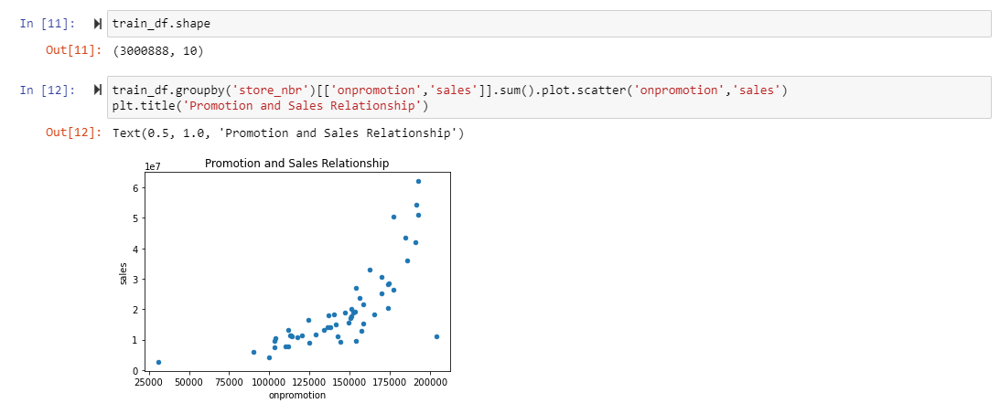 In [11]: train_df.shape
Out[11]: (3000888, 10)
In [12]: train_df.groupby('store_nbr')[['onpromotion','sales']].sum().plot.scatter('onpromotion','sales')
plt.title('Promotion and Sales Relationship')
Out[12]: Text(0.5, 1.0, 'Promotion and Sales Relationship')
Promotion and Sales Relationship
1e7
6
5
4
3
2
1
0
sales
25000 50000 75000 100000 125000 150000 175000 200000
onpromotion